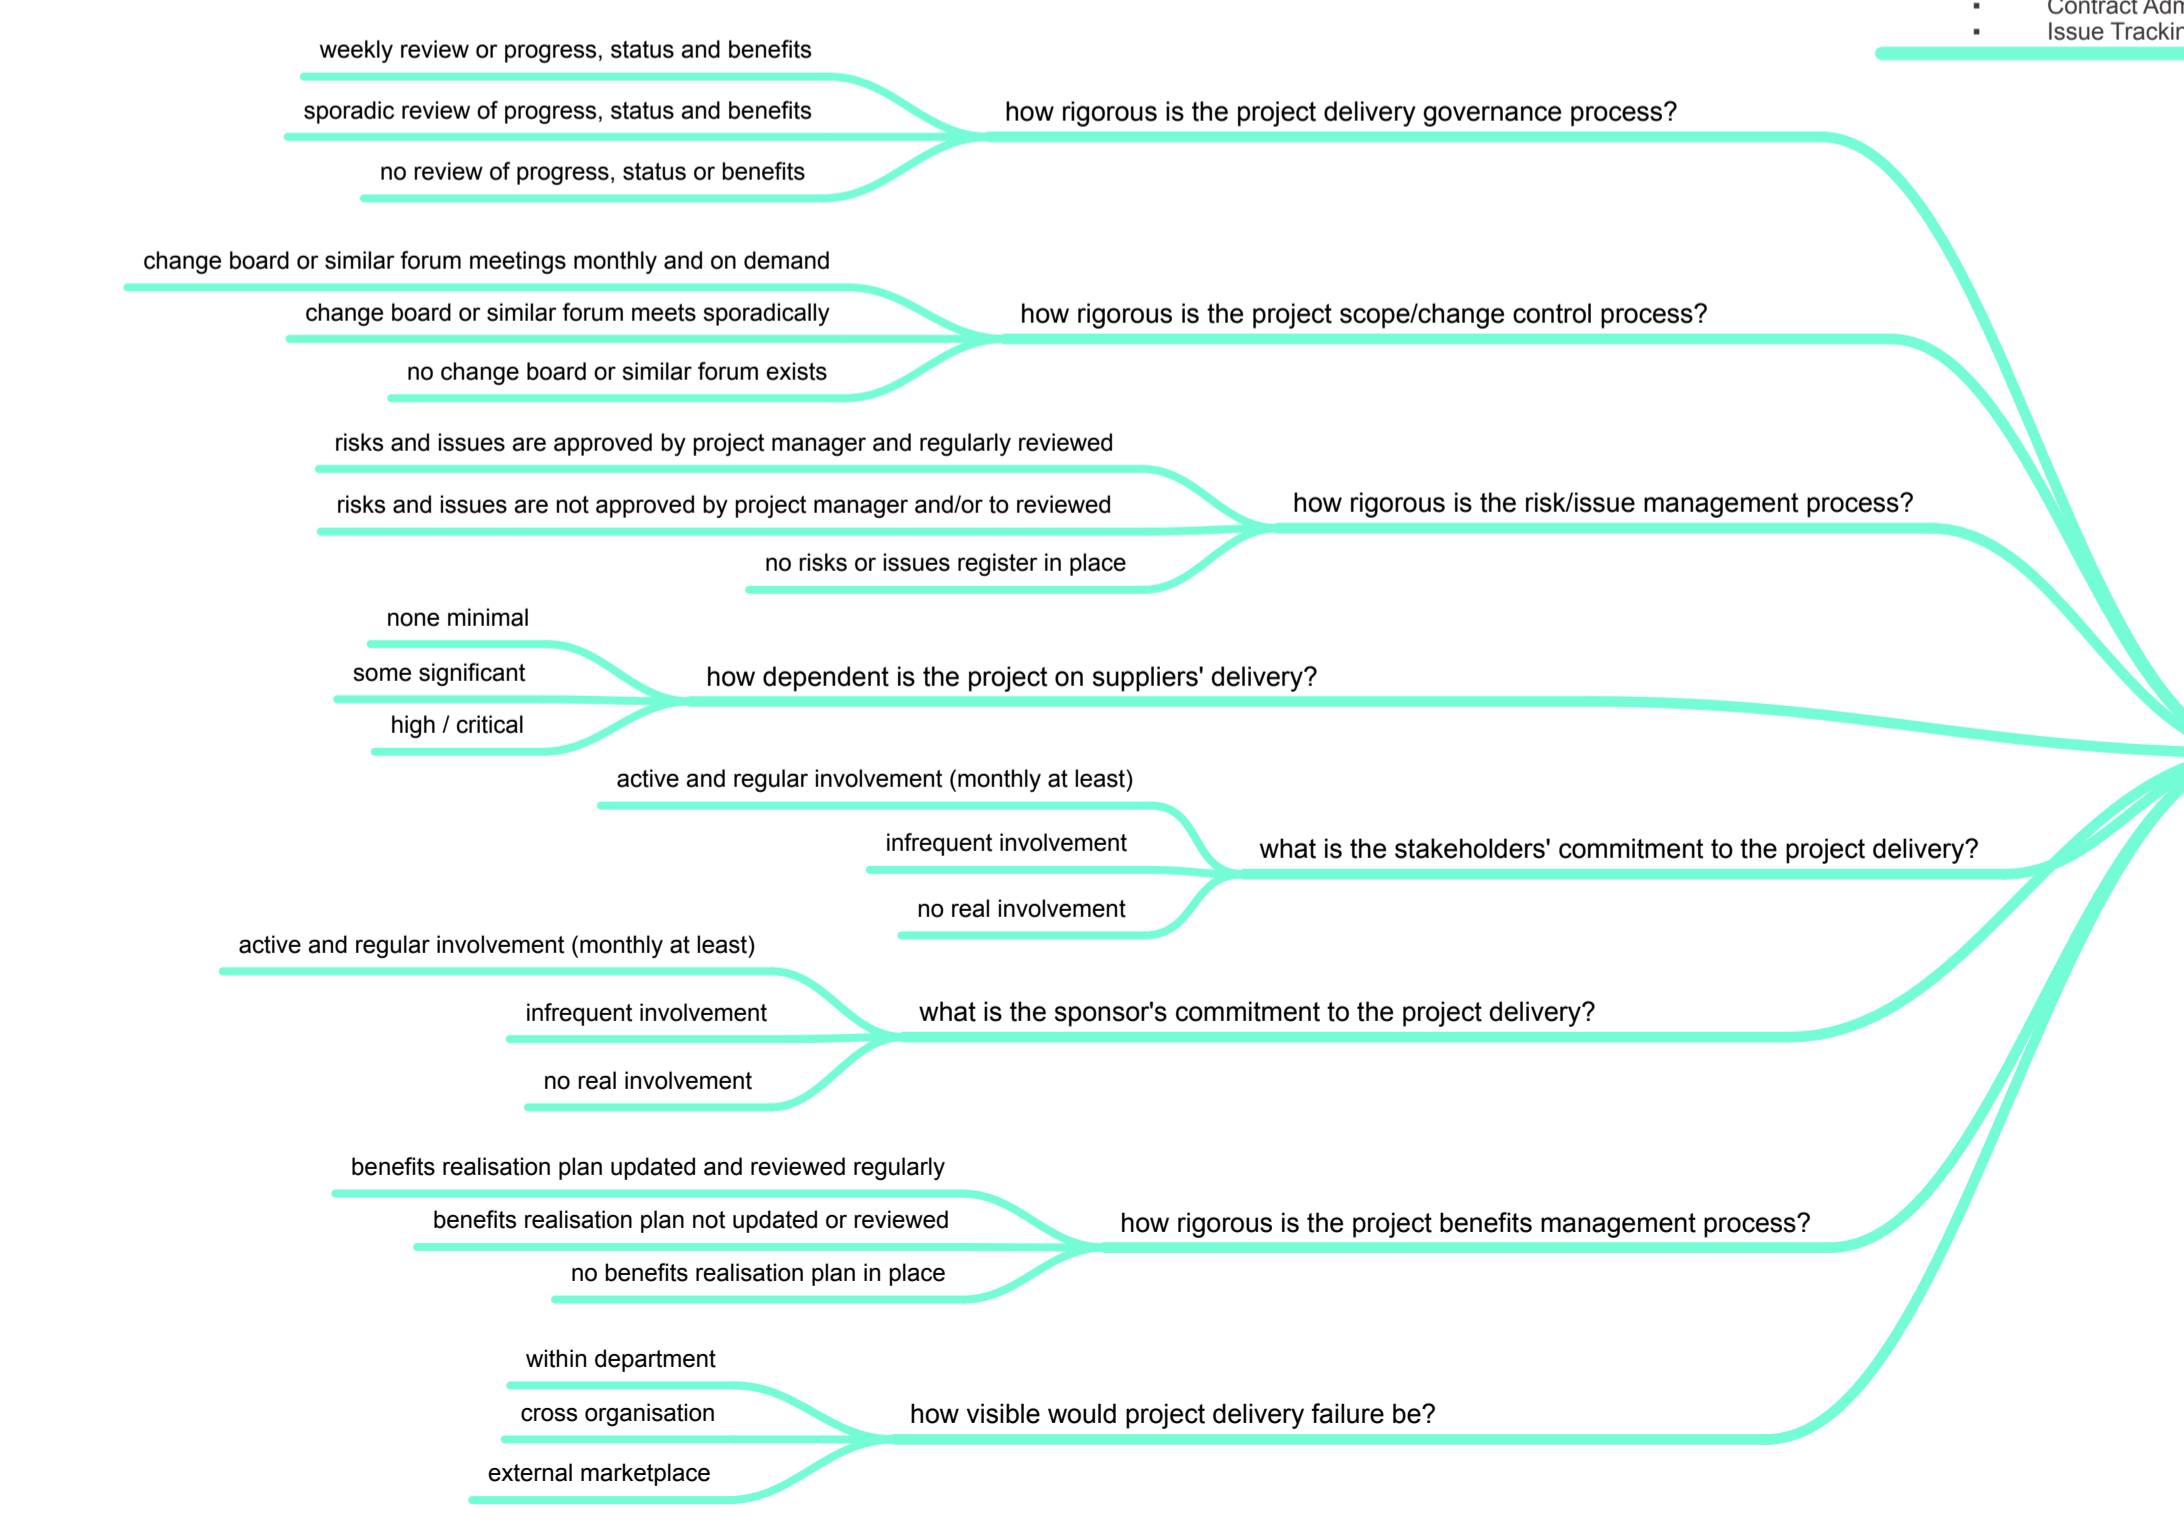 ▪ Contract Adm
▪ Issue Trackin
weekly review or progress, status and benefits
sporadic review of progress, status and benefits
no review of progress, status or benefits
how rigorous is the project delivery governance process?
change board or similar forum meetings monthly and on demand
change board or similar forum meets sporadically
no change board or similar forum exists
how rigorous is the project scope/change control process?
risks and issues are approved by project manager and regularly reviewed
risks and issues are not approved by project manager and/or to reviewed
no risks or issues register in place
how rigorous is the risk/issue management process?
none minimal
some significant
high / critical
how dependent is the project on suppliers' delivery?
active and regular involvement (monthly at least)
infrequent involvement
no real involvement
what is the stakeholders' commitment to the project delivery?
active and regular involvement (monthly at least)
infrequent involvement
no real involvement
what is the sponsor's commitment to the project delivery?
benefits realisation plan updated and reviewed regularly
benefits realisation plan not updated or reviewed
no benefits realisation plan in place
how rigorous is the project benefits management process?
within department
cross organisation
external marketplace
how visible would project delivery failure be?